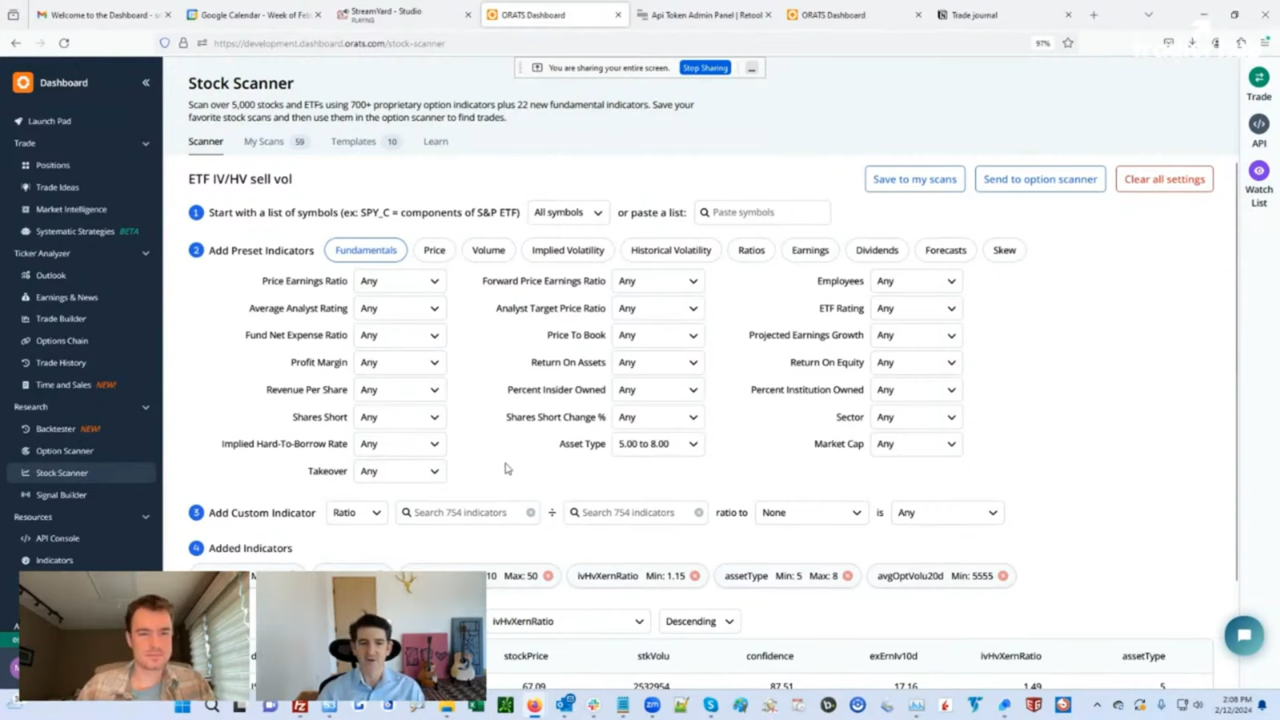 Welcome to the Dashboard - s
Google Calendar - Week of Feb
StreamYard - Studio
PLAYING
ORATS Dashboard
Api Token Admin Panel | Retool
ORATS Dashboard
Trade journal
https://development.dashboard.orats.com/stock-scanner
97%
You are sharing your entire screen.
Stop Sharing
Dashboard
Launch Pad
Trade
Positions
Trade Ideas
Market Intelligence
Systematic Strategies BETA
Ticker Analyzer
Outlook
Earnings & News
Trade Builder
Options Chain
Trade History
Time and Sales NEW!
Research
Backtester NEW!
Option Scanner
Stock Scanner
Signal Builder
Resources
API Console
Indicators
Stock Scanner
Scan over 5,000 stocks and ETFs using 700+ proprietary option indicators plus 22 new fundamental indicators. Save your
favorite stock scans and then use them in the option scanner to find trades.
Scanner My Scans 59 Templates 10 Learn
ETF IV/HV sell vol
Save to my scans Send to option scanner Clear all settings
1 Start with a list of symbols (ex: SPY_C = components of S&P ETF) All symbols or paste a list: Paste symbols
2 Add Preset Indicators Fundamentals Price Volume Implied Volatility Historical Volatility Ratios Earnings Dividends Forecasts Skew
Price Earnings Ratio Any Forward Price Earnings Ratio Any Employees Any
Average Analyst Rating Any Analyst Target Price Ratio Any ETF Rating Any
Fund Net Expense Ratio Any Price To Book Any Projected Earnings Growth Any
Profit Margin Any Return On Assets Any Return On Equity Any
Revenue Per Share Any Percent Insider Owned Any Percent Institution Owned Any
Shares Short Any Shares Short Change % Any Sector Any
Implied Hard-To-Borrow Rate Any Asset Type 5.00 to 8.00 Market Cap Any
Takeover Any
3 Add Custom Indicator Ratio Search 754 indicators ÷ Search 754 indicators ratio to None is Any
4 Added Indicators
10 Max: 50 ivHvXernRatio Min: 1.15 assetType Min: 5 Max: 8 avgOptVolu20d Min: 5555
ivHvXernRatio Descending
stockPrice stkVolu confidence exErnIv10d ivHvXernRatio assetType
67.09 2532954 87.51 17.16 1.49 5
Trade
API
Watch
List
2:08 PM
2/12/2024